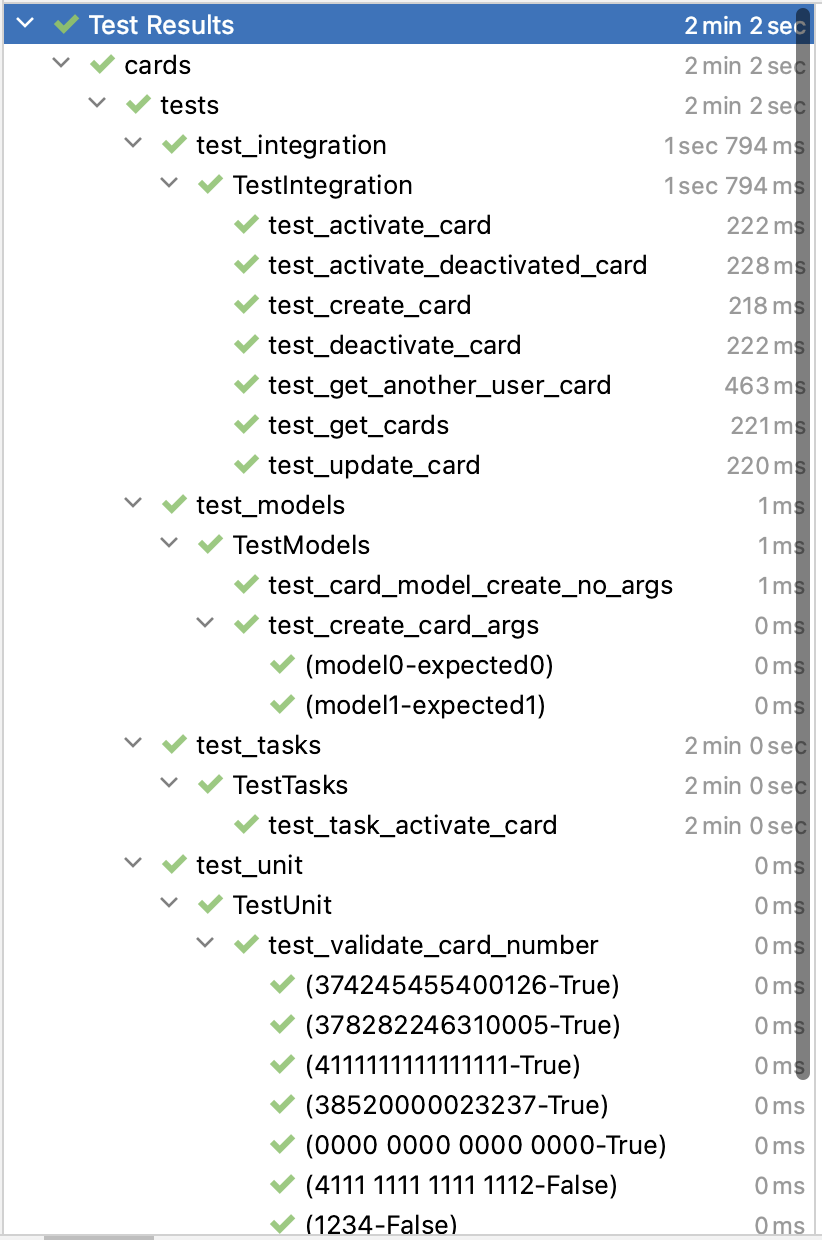 Test Results 2 min 2 sec
cards 2 min 2 sec
tests 2 min 2 sec
test_integration 1 sec 794 ms
TestIntegration 1 sec 794 ms
test_activate_card 222 ms
test_activate_deactivated_card 228 ms
test_create_card 218 ms
test_deactivate_card 222 ms
test_get_another_user_card 463 ms
test_get_cards 221 ms
test_update_card 220 ms
test_models 1 ms
TestModels 1 ms
test_card_model_create_no_args 1 ms
test_create_card_args 0 ms
(model0-expected0) 0 ms
(model1-expected1) 0 ms
test_tasks 2 min 0 sec
TestTasks 2 min 0 sec
test_task_activate_card 2 min 0 sec
test_unit 0 ms
TestUnit 0 ms
test_validate_card_number 0 ms
(374245455400126-True) 0 ms
(378282246310005-True) 0 ms
(4111111111111111-True) 0 ms
(38520000023237-True) 0 ms
(0000 0000 0000 0000-True) 0 ms
(4111 1111 1111 1112-False) 0 ms
(1234-False) 0 ms